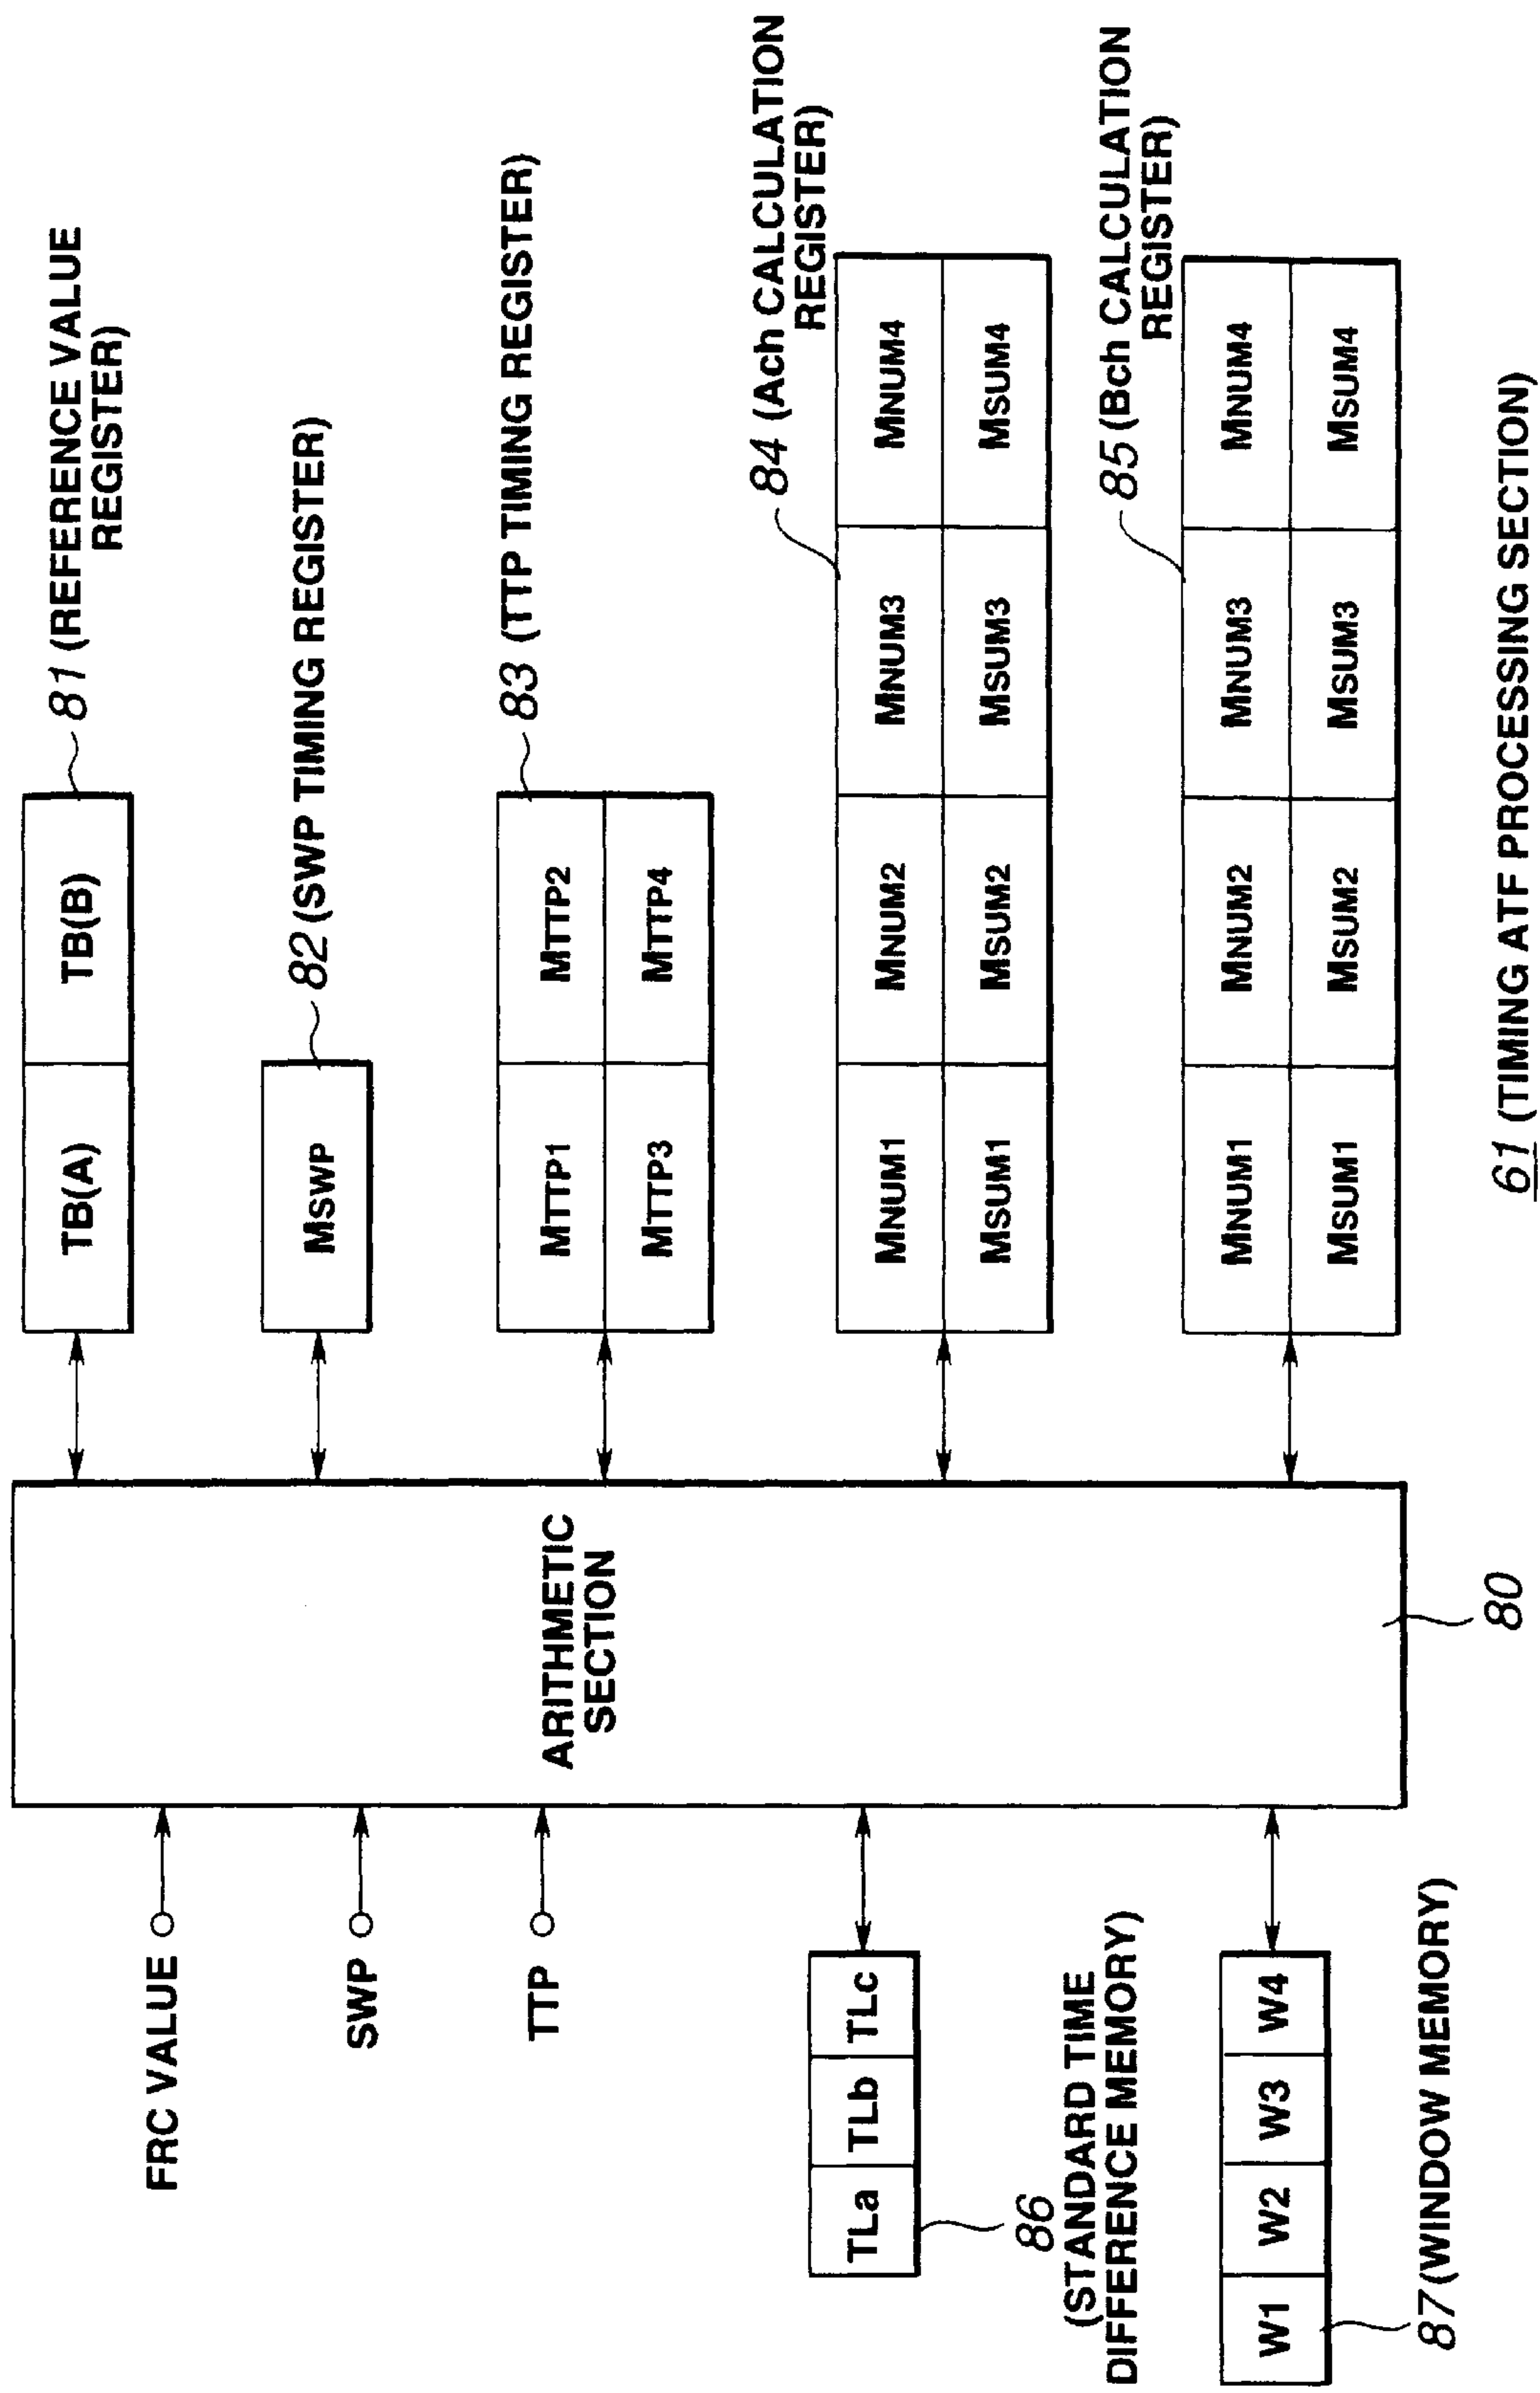 FRC VALUE
SWP
TTP
TLa TLb TLc
86
(STANDARD TIME
DIFFERENCE MEMORY)
W1 W2 W3 W4
87 (WINDOW MEMORY)
ARITHMETIC
SECTION
80
TB(A) TB(B)
81 (REFERENCE VALUE
REGISTER)
MSWP
82 (SWP TIMING REGISTER)
MTTP1 MTTP2
MTTP3 MTTP4
83 (TTP TIMING REGISTER)
84 (Ach CALCULATION
REGISTER)
MNUM1 MNUM2 MNUM3 MNUM4
MSUM1 MSUM2 MSUM3 MSUM4
85 (Bch CALCULATION
REGISTER)
MNUM1 MNUM2 MNUM3 MNUM4
MSUM1 MSUM2 MSUM3 MSUM4
61 (TIMING ATF PROCESSING SECTION)